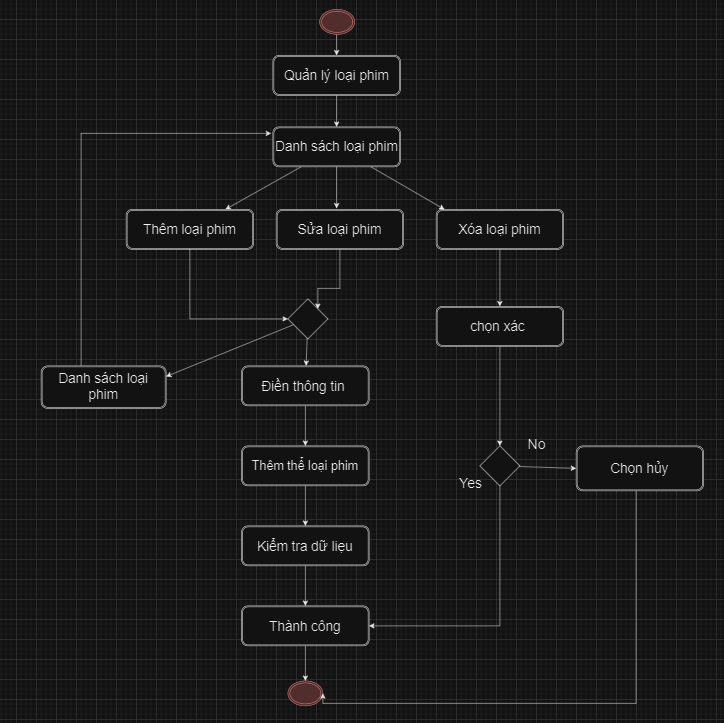 Quản lý loại phim
Danh sách loại phim
Thêm loại phim
Sửa loại phim
Xóa loại phim
chọn xác
Danh sách loại
phim
Điền thông tin
No
Chọn hủy
Thêm thể loại phim
Yes
Kiểm tra dữ liệu
Thành công